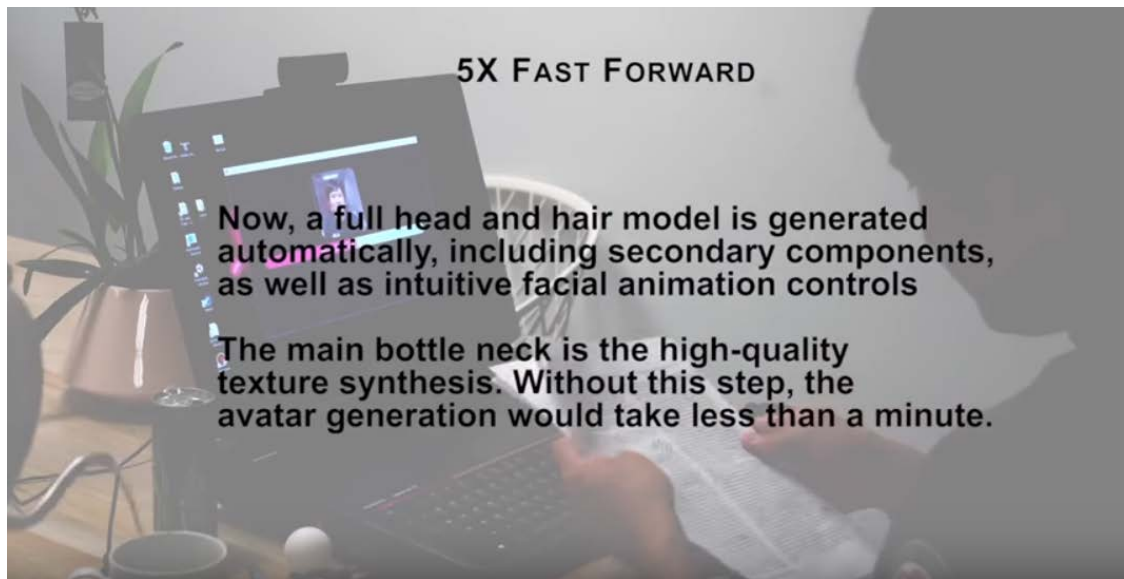 5X FAST FORWARD
Now, a full head and hair model is generated
automatically, including secondary components,
as well as intuitive facial animation controls
The main bottle neck is the high-quality
texture synthesis. Without this step, the
avatar generation would take less than a minute.